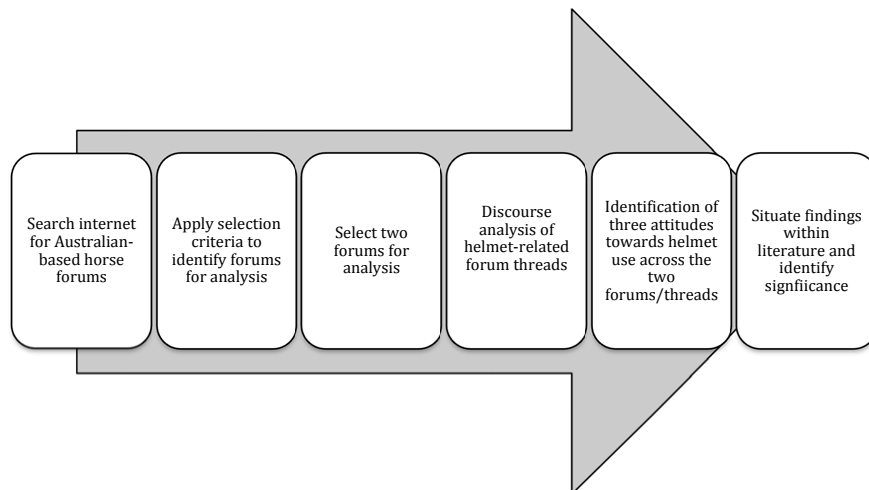 Search internet
for Australian-
based horse
forums
Apply selection
criteria to
identify forums
for analysis
Select two
forums for
analysis
Discourse
analysis of
helmet-related
forum threads
Identification of
three attitudes
towards helmet
use across the
two
forums/threads
Situate findings
within
literature and
identify
signfiicance